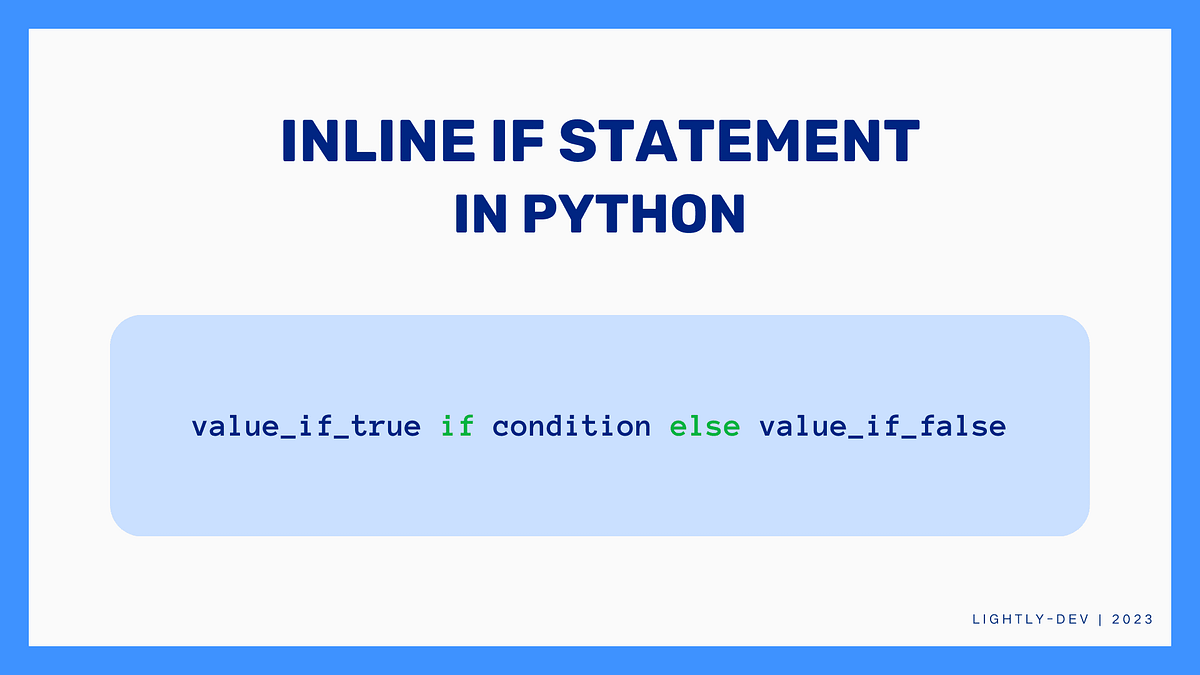 INLINE IF STATEMENT
IN PYTHON
value_if_true if condition else value_if_false
LIGHTLY-DEV | 2023